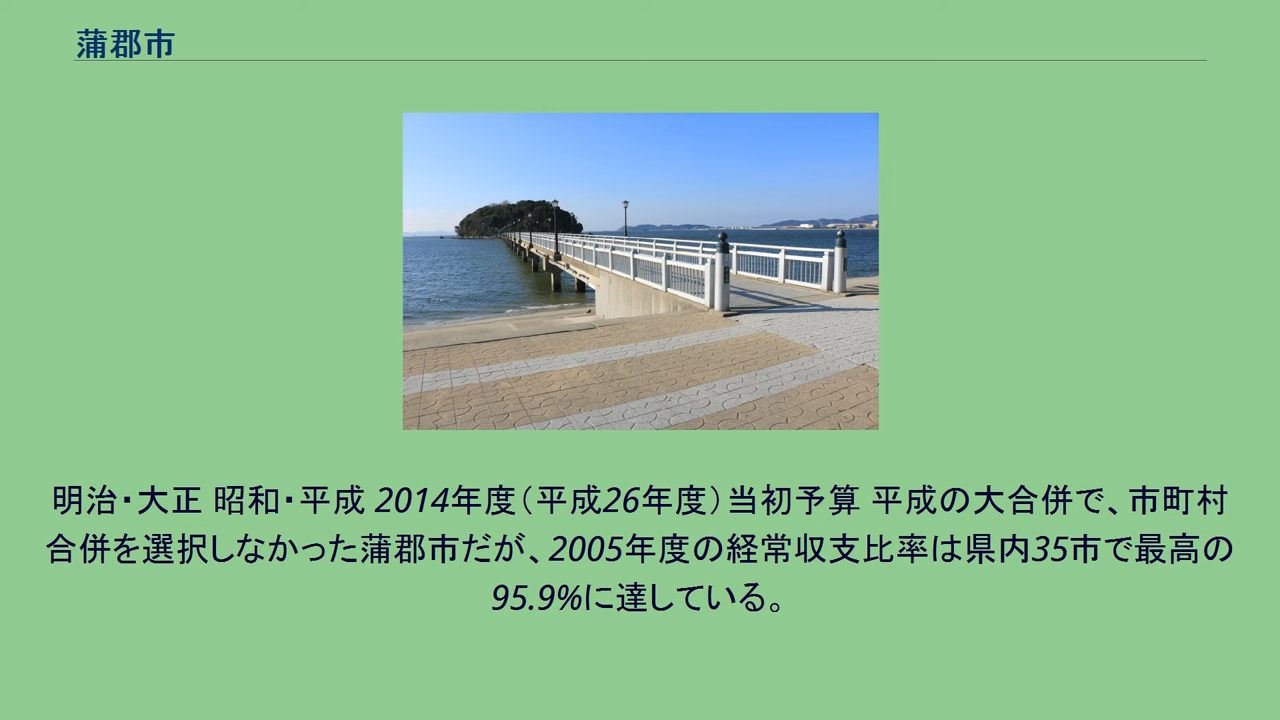 蒲郡市
明治・大正 昭和・平成 2014年度（平成26年度）当初予算 平成の大合併で、市町村
合併を選択しなかった蒲郡市だが、2005年度の経常収支比率は県内35市で最高の
95.9%に達している。